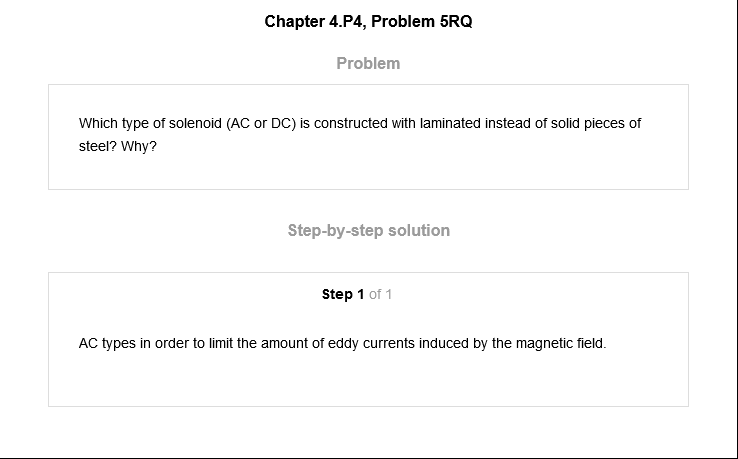 Chapter 4.P4, Problem 5RQ
Problem
Which type of solenoid (AC or DC) is constructed with laminated instead of solid pieces of
steel? Why?
Step-by-step solution
Step 1 of 1
AC types in order to limit the amount of eddy currents induced by the magnetic field.